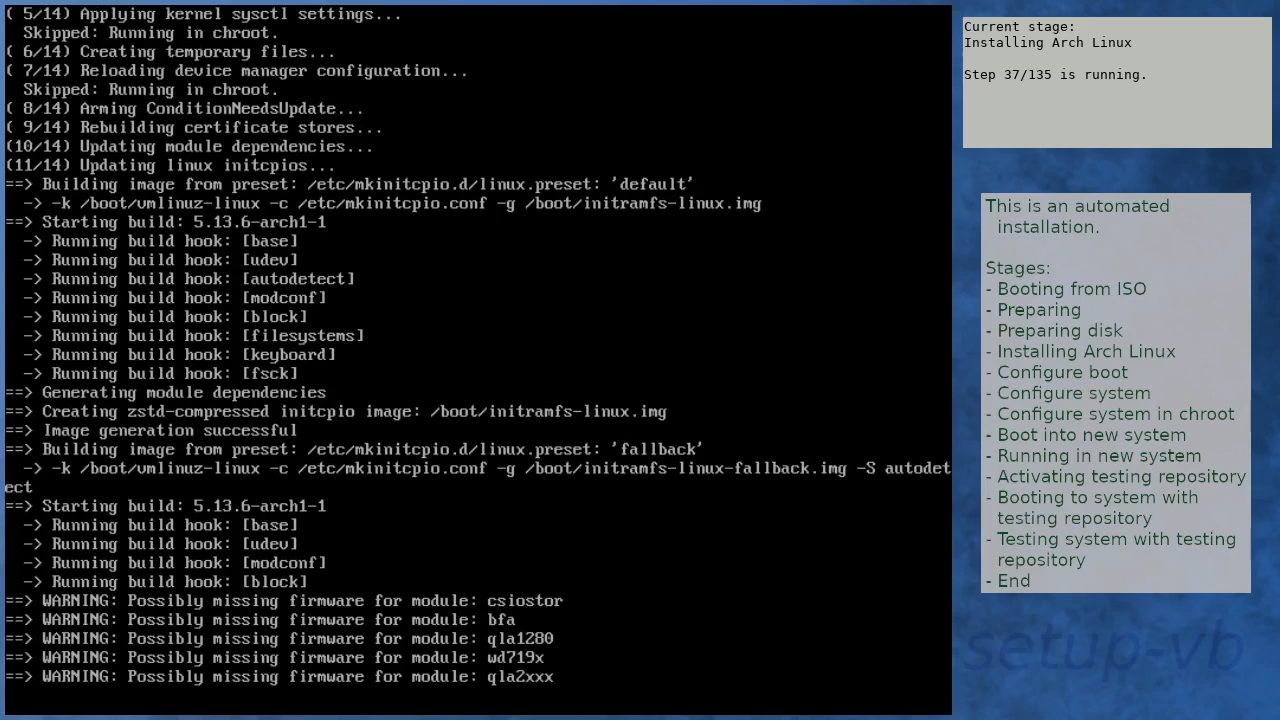 ( 5/14) Applying kernel sysctl settings...
  Skipped: Running in chroot.
( 6/14) Creating temporary files...
( 7/14) Reloading device manager configuration...
  Skipped: Running in chroot.
( 8/14) Arming ConditionNeedsUpdate...
( 9/14) Rebuilding certificate stores...
(10/14) Updating module dependencies...
(11/14) Updating linux initcpios...
==> Building image from preset: /etc/mkinitcpio.d/linux.preset: 'default'
  -> -k /boot/vmlinuz-linux -c /etc/mkinitcpio.conf -g /boot/initramfs-linux.img
==> Starting build: 5.13.6-arch1-1
  -> Running build hook: [base]
  -> Running build hook: [udev]
  -> Running build hook: [autodetect]
  -> Running build hook: [modconf]
  -> Running build hook: [block]
  -> Running build hook: [filesystems]
  -> Running build hook: [keyboard]
  -> Running build hook: [fsck]
==> Generating module dependencies
==> Creating zstd-compressed initcpio image: /boot/initramfs-linux.img
==> Image generation successful
==> Building image from preset: /etc/mkinitcpio.d/linux.preset: 'fallback'
  -> -k /boot/vmlinuz-linux -c /etc/mkinitcpio.conf -g /boot/initramfs-linux-fallback.img -S autodet
ect
==> Starting build: 5.13.6-arch1-1
  -> Running build hook: [base]
  -> Running build hook: [udev]
  -> Running build hook: [modconf]
  -> Running build hook: [block]
==> WARNING: Possibly missing firmware for module: csiostor
==> WARNING: Possibly missing firmware for module: bfa
==> WARNING: Possibly missing firmware for module: qla1280
==> WARNING: Possibly missing firmware for module: wd719x
==> WARNING: Possibly missing firmware for module: qla2xxx
Current stage:
Installing Arch Linux
Step 37/135 is running.
This is an automated
installation.
Stages:
- Booting from ISO
- Preparing
- Preparing disk
- Installing Arch Linux
- Configure boot
- Configure system
- Configure system in chroot
- Boot into new system
- Running in new system
- Activating testing repository
- Booting to system with
testing repository
- Testing system with testing
repository
- End
-setup-vb